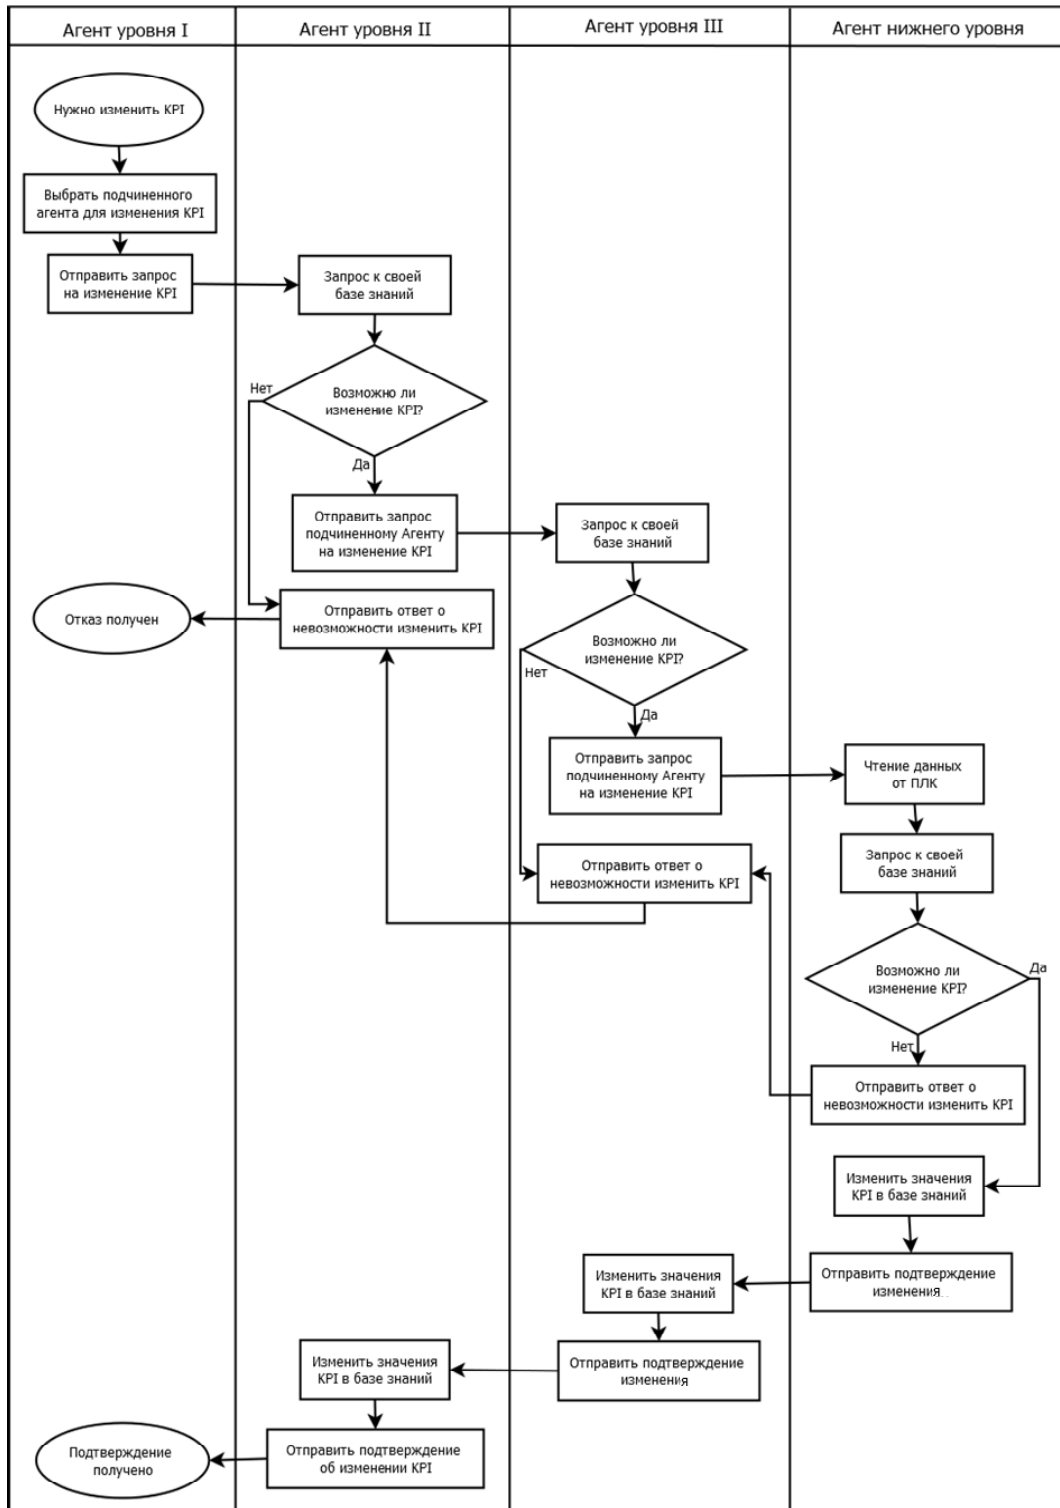 Агент уровня I
Агент уровня II
Агент уровня III
Агент нижнего уровня
Нужно изменить KPI
Выбрать подчиненного
агента для изменения KPI
Отправить запрос
на изменение KPI
Запрос к своей
базе знаний
Нет
Возможно ли
изменение KPI?
Да
Отправить запрос
подчиненному Агенту
на изменение KPI
Запрос к своей
базе знаний
Отказ получен
Отправить ответ о
невозможности изменить KPI
Возможно ли
изменение KPI?
Нет
Да
Отправить запрос
подчиненному Агенту
на изменение KPI
Чтение данных
от ПЛК
Запрос к своей
базе знаний
Отправить ответ о
невозможности изменить KPI
Возможно ли
изменение KPI?
Да
Нет
Отправить ответ о
невозможности изменить KPI
Изменить значения
KPI в базе знаний
Отправить подтверждение
изменения
Изменить значения
KPI в базе знаний
Отправить подтверждение
изменения
Изменить значения
KPI в базе знаний
Отправить подтверждение
об изменении KPI
Подтверждение
получено